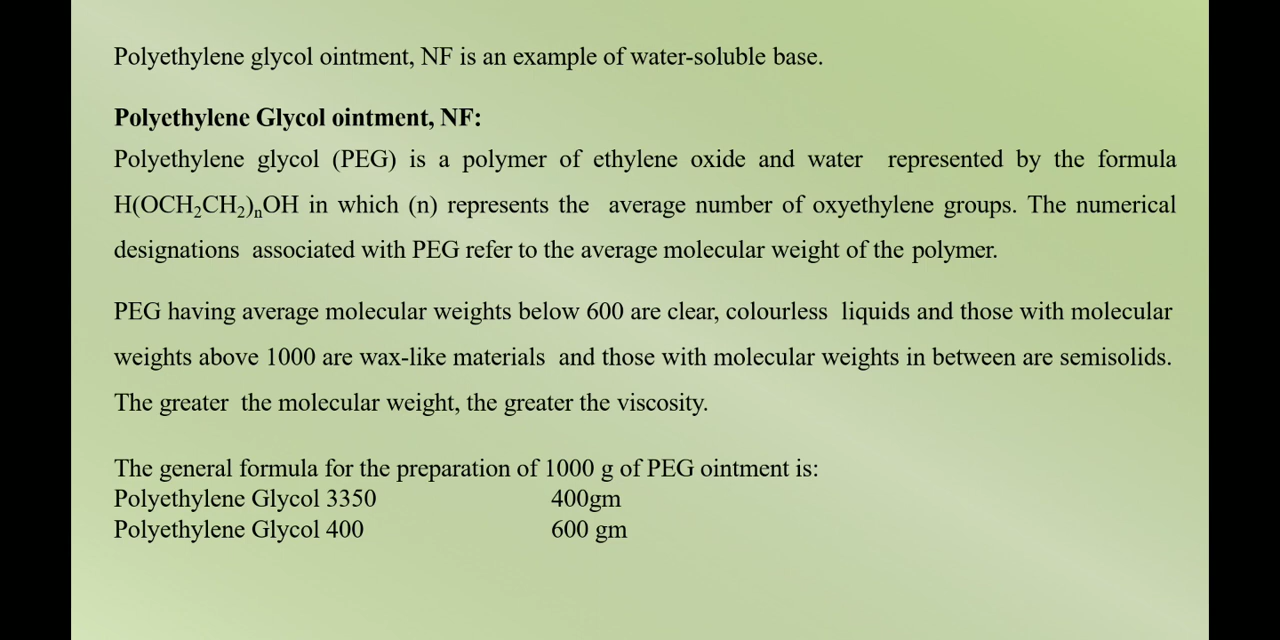 Polyethylene glycol ointment, NF is an example of water-soluble base.
Polyethylene Glycol ointment, NF:
Polyethylene glycol (PEG) is a polymer of ethylene oxide and water represented by the formula
H(OCH₂CH₂)ₙOH in which (n) represents the average number of oxyethylene groups. The numerical
designations associated with PEG refer to the average molecular weight of the polymer.
PEG having average molecular weights below 600 are clear, colourless liquids and those with molecular
weights above 1000 are wax-like materials and those with molecular weights in between are semisolids.
The greater the molecular weight, the greater the viscosity.
The general formula for the preparation of 1000 g of PEG ointment is:
Polyethylene Glycol 3350 400gm
Polyethylene Glycol 400 600 gm